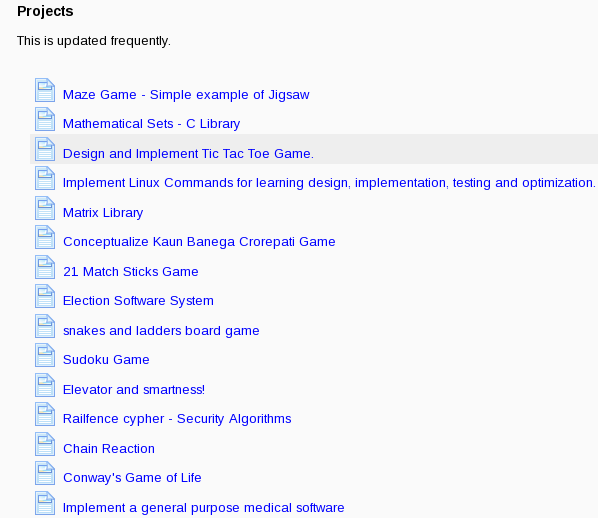 Projects
This is updated frequently.
Maze Game - Simple example of Jigsaw
Mathematical Sets - C Library
Design and Implement Tic Tac Toe Game.
Implement Linux Commands for learning design, implementation, testing and optimization.
Matrix Library
Conceptualize Kaun Banega Crorepati Game
21 Match Sticks Game
Election Software System
snakes and ladders board game
Sudoku Game
Elevator and smartness!
Railfence cypher - Security Algorithms
Chain Reaction
Conway's Game of Life
Implement a general purpose medical software